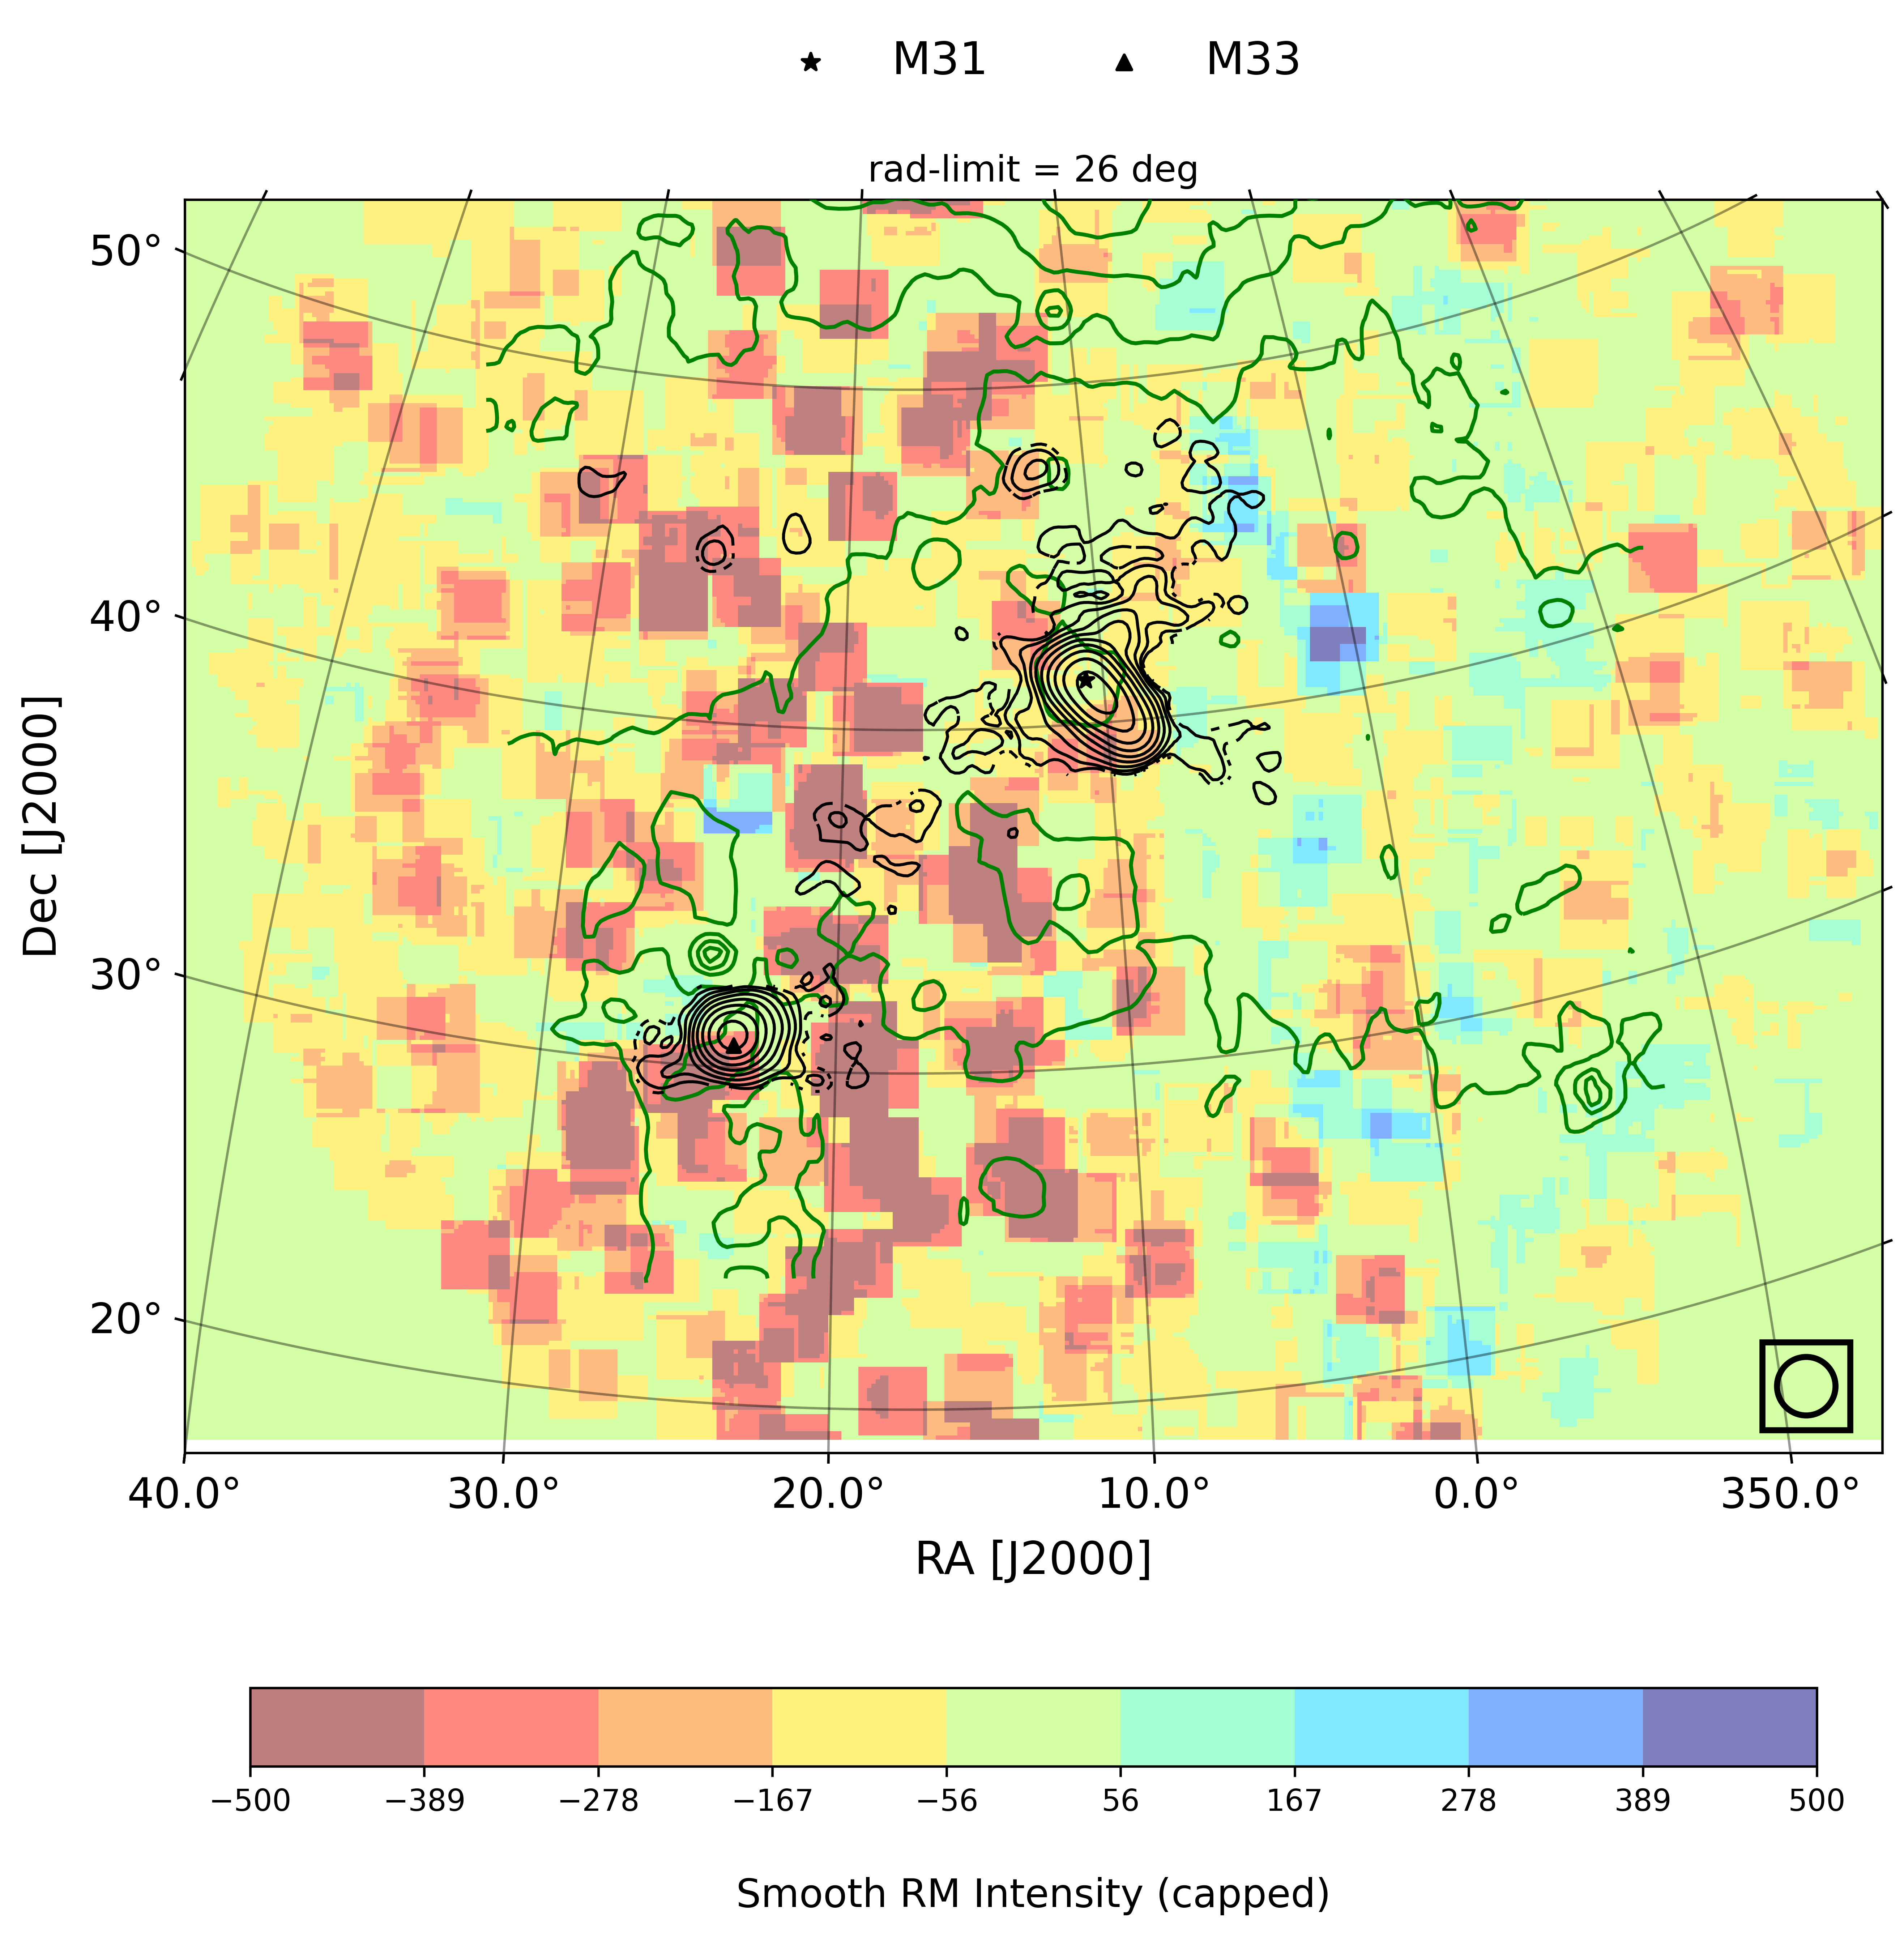 M31 M33
rad-limit = 26 deg
50°
40°
30°
20°
Dec [J2000]
40.0° 30.0° 20.0° 10.0° 0.0° 350.0°
RA [J2000]
−500 −389 −278 −167 −56 56 167 278 389 500
Smooth RM Intensity (capped)